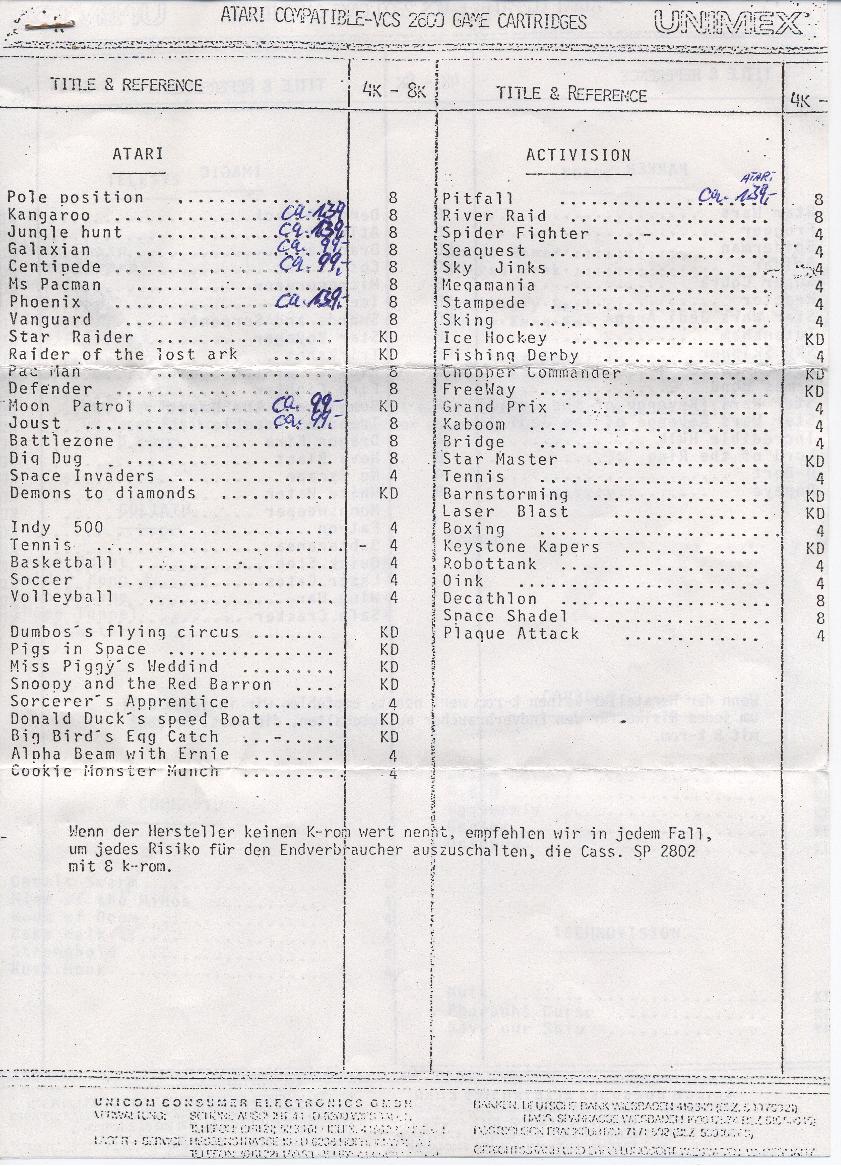 ATARI COMPATIBLE-VCS 2600 GAME CARTRIDGES UNIMEX
TITLE & REFERENCE 4K - 8K
ATARI
Pole position .............. 8
Kangaroo .............. ca. 139,- 8
Jungle hunt .............. ca. 139,- 8
Galaxian .............. ca. 99,- 8
Centipede .............. ca. 99,- 8
Ms Pacman .............. 8
Phoenix .............. ca. 139,- 8
Vanguard .............. 8
Star Raider .............. KD
Raider of the lost ark ...... KD
Pac Man .............. 8
Defender .............. 8
Moon Patrol .............. ca. 99,- KD
Joust .............. ca. 99,- 8
Battlezone .............. 8
Dig Dug .............. 8
Space Invaders .............. 4
Demons to diamonds .......... KD
Indy 500 .............. 4
Tennis .............. 4
Basketball .............. 4
Soccer .............. 4
Volleyball .............. 4
Dumbos´s flying circus ....... KD
Pigs in Space .............. KD
Miss Piggy´s Weddind ......... KD
Snoopy and the Red Barron .... KD
Sorcerer´s Apprentice ........ 4
Donald Duck´s speed Boat ..... KD
Big Bird´s Egg Catch ...-.... KD
Alpha Beam with Ernie ........ 4
Cookie Monster Munch ......... 4
TITLE & REFERENCE 4K -
ACTIVISION
ATARI
Pitfall .............. ca. 139,- 8
River Raid .............. 8
Spider Fighter .............. 4
Seaquest .............. 4
Sky Jinks .............. 4
Megamania .............. 4
Stampede .............. 4
Sking .............. 4
Ice Hockey .............. KD
Fishing Derby .............. 4
Chopper Commander .......... KD
FreeWay .............. KD
Grand Prix .............. 4
Kaboom .............. 4
Bridge .............. 4
Star Master .............. KD
Tennis .............. 4
Barnstorming .............. KD
Laser Blast .............. KD
Boxing .............. 4
Keystone Kapers ............ KD
Robottank .............. 4
Oink .............. 4
Decathlon .............. 8
Space Shadel .............. 8
Plaque Attack ............ 4
Wenn der Hersteller keinen K-rom wert nennt, empfehlen wir in jedem Fall,
um jedes Risiko für den Endverbraucher auszuschalten, die Cass. SP 2802
mit 8 k-rom.
UNICOM CONSUMER ELECTRONICS GMBH